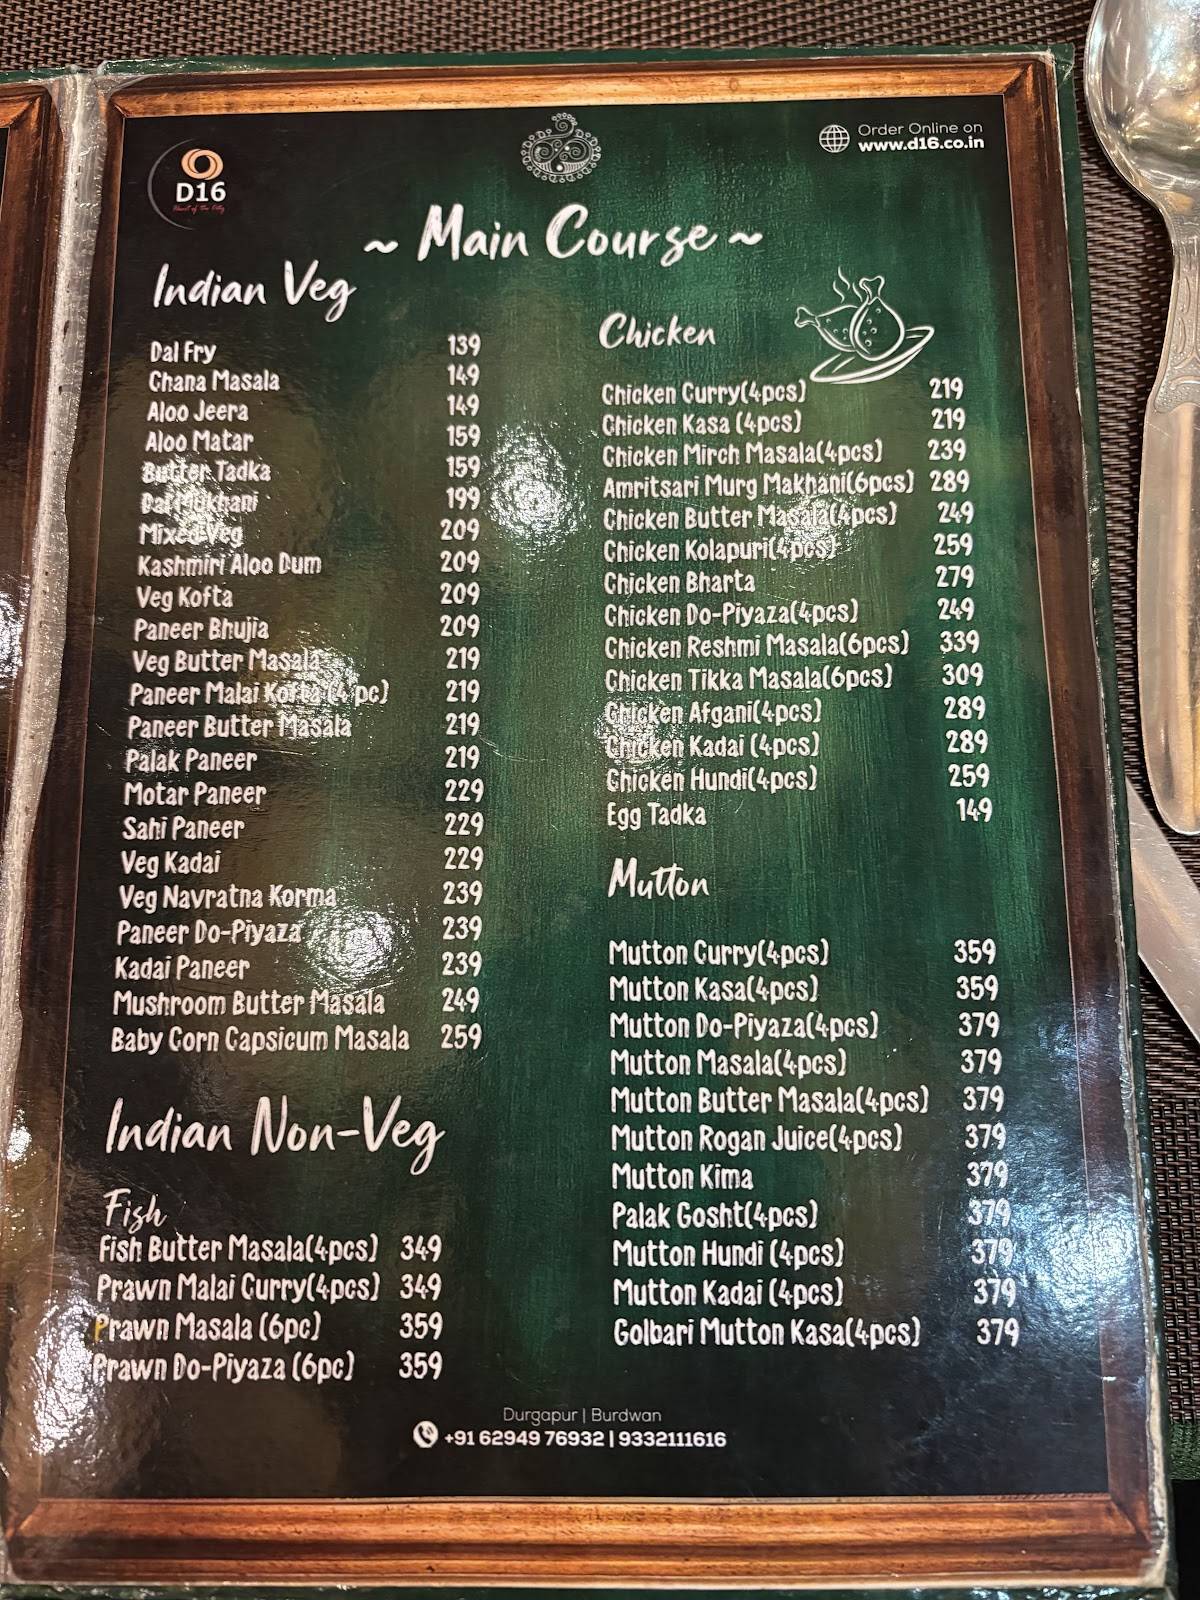 D16
Heart of the City
Order Online on
www.d16.co.in
~ Main Course ~
Indian Veg
Dal Fry 139
Chana Masala 149
Aloo Jeera 149
Aloo Matar 159
Butter Tadka 159
Dal Mukhani 199
Mixed Veg 209
Kashmiri Aloo Dum 209
Veg Kofta 209
Paneer Bhujia 209
Veg Butter Masala 219
Paneer Malai Kofta (4 pc) 219
Paneer Butter Masala 219
Palak Paneer 219
Motar Paneer 229
Sahi Paneer 229
Veg Kadai 229
Veg Navratna Korma 239
Paneer Do-Piyaza 239
Kadai Paneer 239
Mushroom Butter Masala 249
Baby Corn Capsicum Masala 259
Indian Non-Veg
Fish
Fish Butter Masala(4pcs) 349
Prawn Malai Curry(4pcs) 349
Prawn Masala (6pc) 359
Prawn Do-Piyaza (6pc) 359
Chicken
Chicken Curry(4pcs) 219
Chicken Kasa (4pcs) 219
Chicken Mirch Masala(4pcs) 239
Amritsari Murg Makhani(6pcs) 289
Chicken Butter Masala(4pcs) 249
Chicken Kolapuri(4pcs) 259
Chicken Bharta 279
Chicken Do-Piyaza(4pcs) 249
Chicken Reshmi Masala(6pcs) 339
Chicken Tikka Masala(6pcs) 309
Chicken Afgani(4pcs) 289
Chicken Kadai (4pcs) 289
Chicken Hundi(4pcs) 259
Egg Tadka 149
Mutton
Mutton Curry(4pcs) 359
Mutton Kasa(4pcs) 359
Mutton Do-Piyaza(4pcs) 379
Mutton Masala(4pcs) 379
Mutton Butter Masala(4pcs) 379
Mutton Rogan Juice(4pcs) 379
Mutton Kima 379
Palak Gosht(4pcs) 379
Mutton Hundi (4pcs) 379
Mutton Kadai (4pcs) 379
Golbari Mutton Kasa(4pcs) 379
Durgapur | Burdwan
+91 62949 76932 | 9332111616